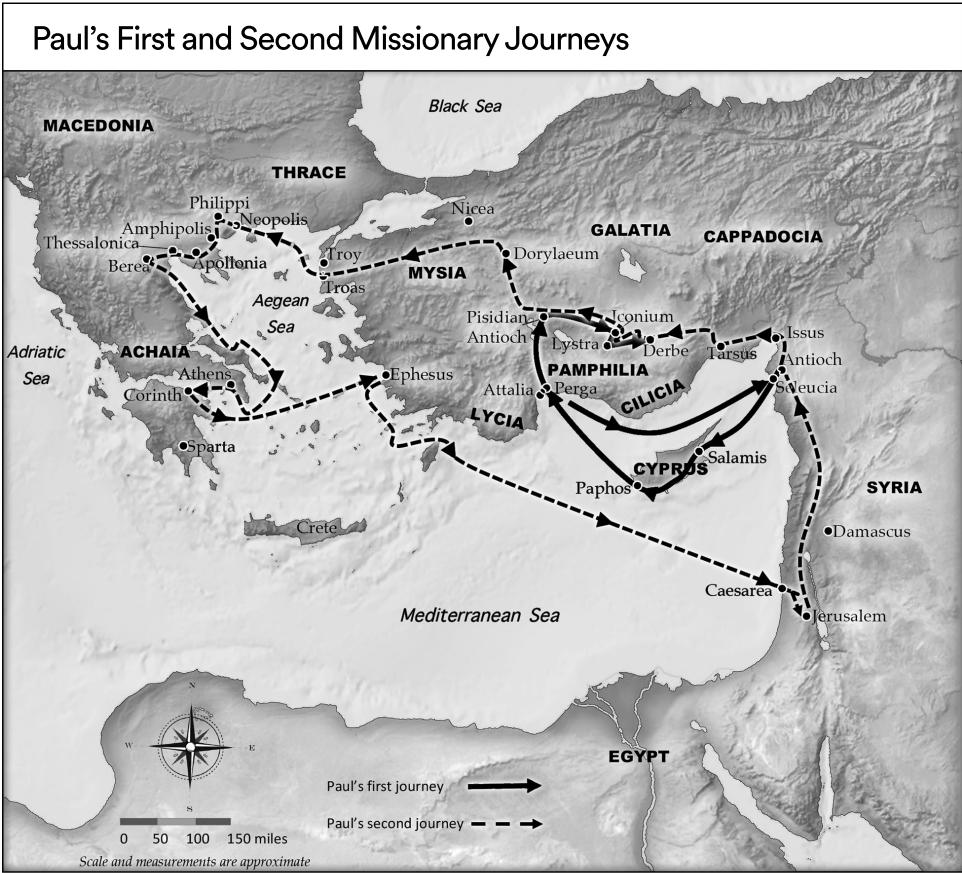 Paul's First and Second Missionary Journeys
Black Sea
MACEDONIA
THRACE
Philippi
Nicea
Neopolis
Amphipolis
GALATIA
CAPPADOCIA
Thessalonica
Troy
Dorylaeum
Berea
Apollonia
MYSIA
Troas
Aegean
Sea
Pisidian
Antioch
Iconium
Adriatic
Sea
ACHAIA
Lystra
Derbe
Tarsus
Issus
Antioch
Athens
PAMPHILIA
Ephesus
Corinth
Attalia
Perga
CILICIA
Seleucia
LYCIA
Sparta
CYPRUS
Salamis
Paphos
SYRIA
Crete
Damascus
Caesarea
Mediterranean Sea
Jerusalem
N
W
E
S
EGYPT
Paul's first journey
Paul's second journey
0 50 100 150 miles
Scale and measurements are approximate